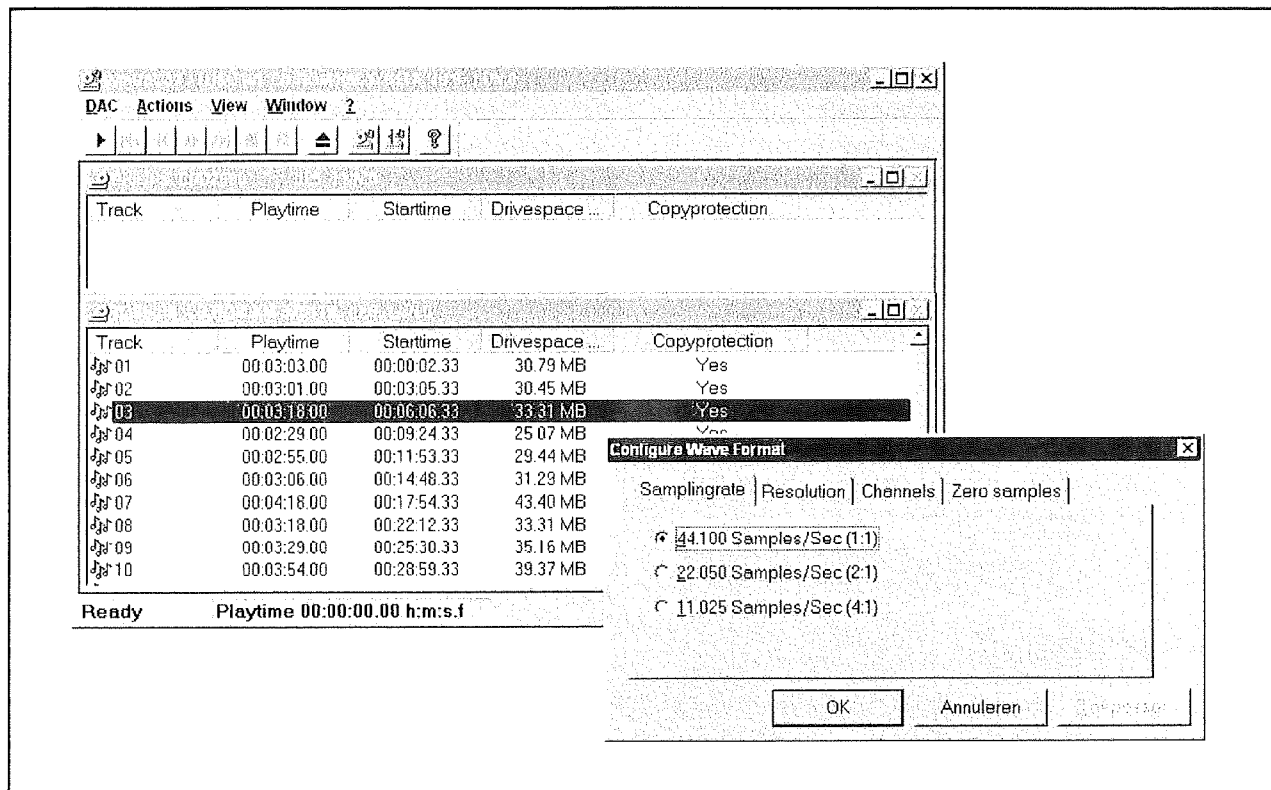 DAC Actions View Window ?
Track Playtime Starttime Drivespace ... Copyprotection
Track Playtime Starttime Drivespace ... Copyprotection
01 00:03:03.00 00:00:02.33 30.79 MB Yes
02 00:03:01.00 00:03:05.33 30.45 MB Yes
03 00:03:18.00 00:06:06.33 33.31 MB Yes
04 00:02:29.00 00:09:24.33 25.07 MB Yes
05 00:02:55.00 00:11:53.33 29.44 MB
06 00:03:06.00 00:14:48.33 31.29 MB
07 00:04:18.00 00:17:54.33 43.40 MB
08 00:03:18.00 00:22:12.33 33.31 MB
09 00:03:29.00 00:25:30.33 35.16 MB
10 00:03:54.00 00:28:59.33 39.37 MB
Ready Playtime 00:00:00.00 h:m:s.f
Configure Wave Format
Samplingrate Resolution Channels Zero samples
44.100 Samples/Sec (1:1)
22.050 Samples/Sec (2:1)
11.025 Samples/Sec (4:1)
OK Annuleren